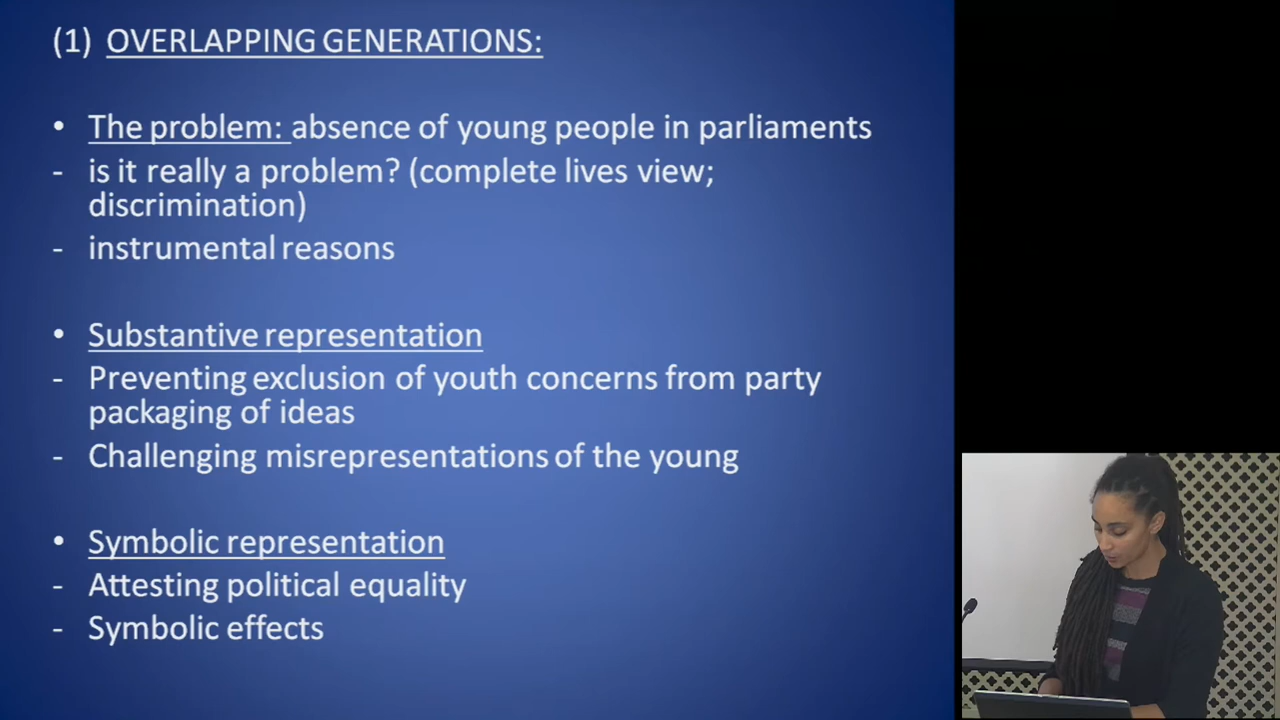 (1) OVERLAPPING GENERATIONS:
• The problem: absence of young people in parliaments
- is it really a problem? (complete lives view;
discrimination)
- instrumental reasons
• Substantive representation
- Preventing exclusion of youth concerns from party
packaging of ideas
- Challenging misrepresentations of the young
• Symbolic representation
- Attesting political equality
- Symbolic effects